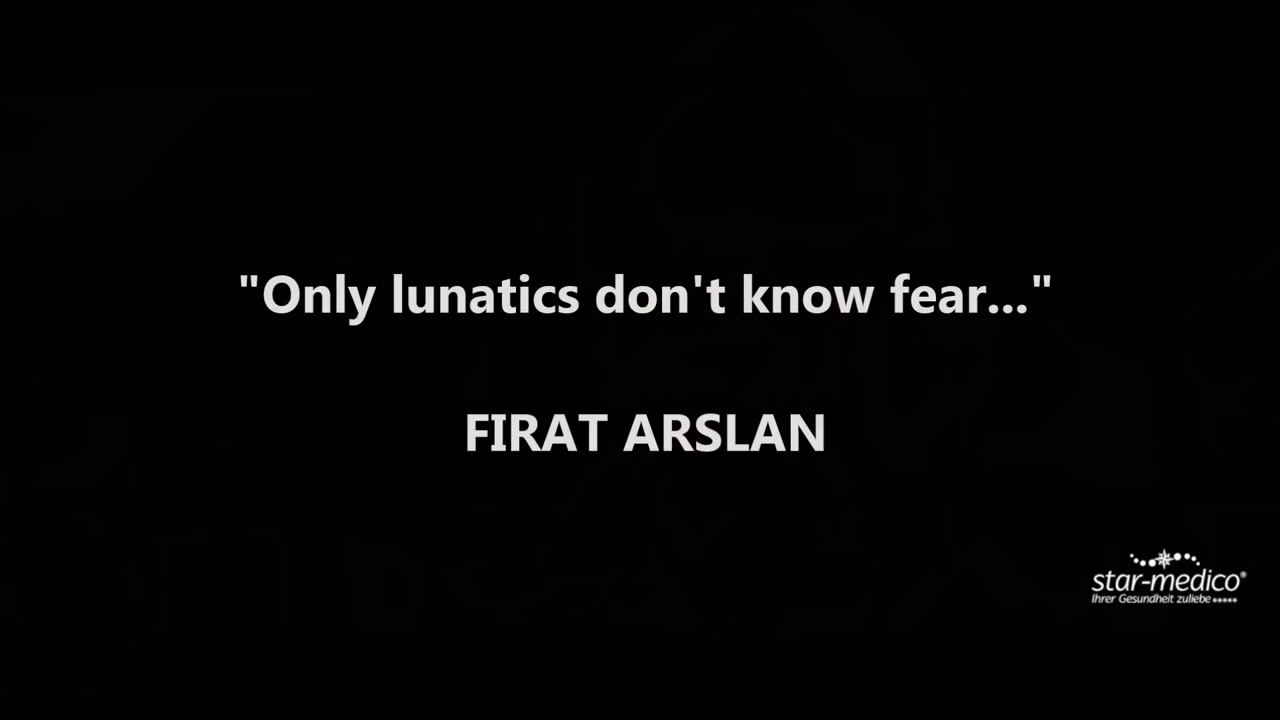 "Only lunatics don't know fear..."
FIRAT ARSLAN
star-medico®
Ihrer Gesundheit zuliebe